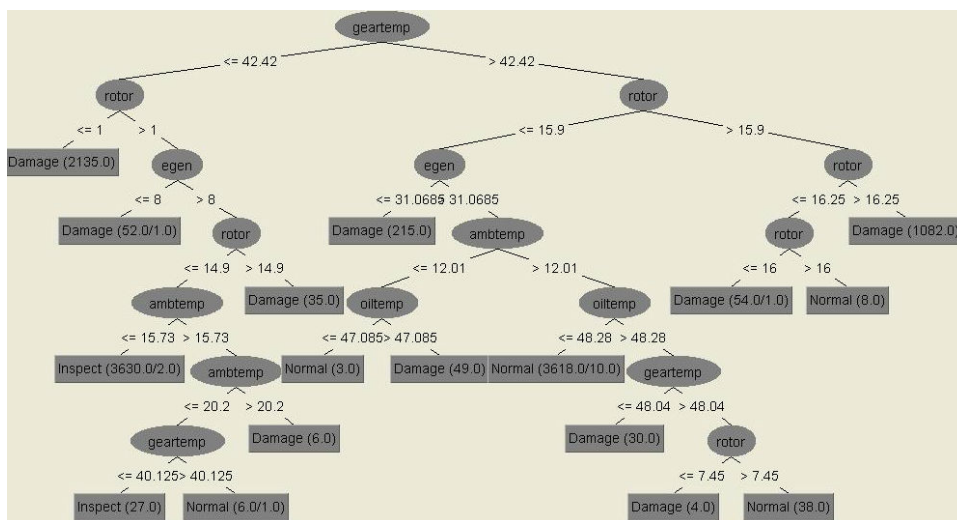 geartemp
<= 42.42 > 42.42
rotor rotor
<= 1 > 1 <= 15.9 > 15.9
Damage (2135.0) egen egen rotor
<= 8 > 8 <= 31.0685 > 31.0685 <= 16.25 > 16.25
Damage (52.0/1.0) rotor Damage (215.0) ambtemp rotor Damage (1082.0)
<= 14.9 > 14.9 <= 12.01 > 12.01 <= 16 > 16
ambtemp Damage (35.0) oiltemp oiltemp Damage (54.0/1.0) Normal (8.0)
<= 15.73 > 15.73 <= 47.085 > 47.085 <= 48.28 > 48.28
Inspect (3630.0/2.0) ambtemp Normal (3.0) Damage (49.0) Normal (3618.0/10.0) geartemp
<= 20.2 > 20.2 <= 48.04 > 48.04
geartemp Damage (6.0) Damage (30.0) rotor
<= 40.125 > 40.125 <= 7.45 > 7.45
Inspect (27.0) Normal (6.0/1.0) Damage (4.0) Normal (38.0)